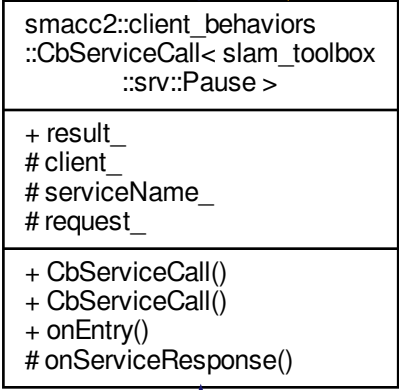 smacc2::client_behaviors
::CbServiceCall< slam_toolbox
::srv::Pause >
+ result_
# client_
# serviceName_
# request_
+ CbServiceCall()
+ CbServiceCall()
+ onEntry()
# onServiceResponse()